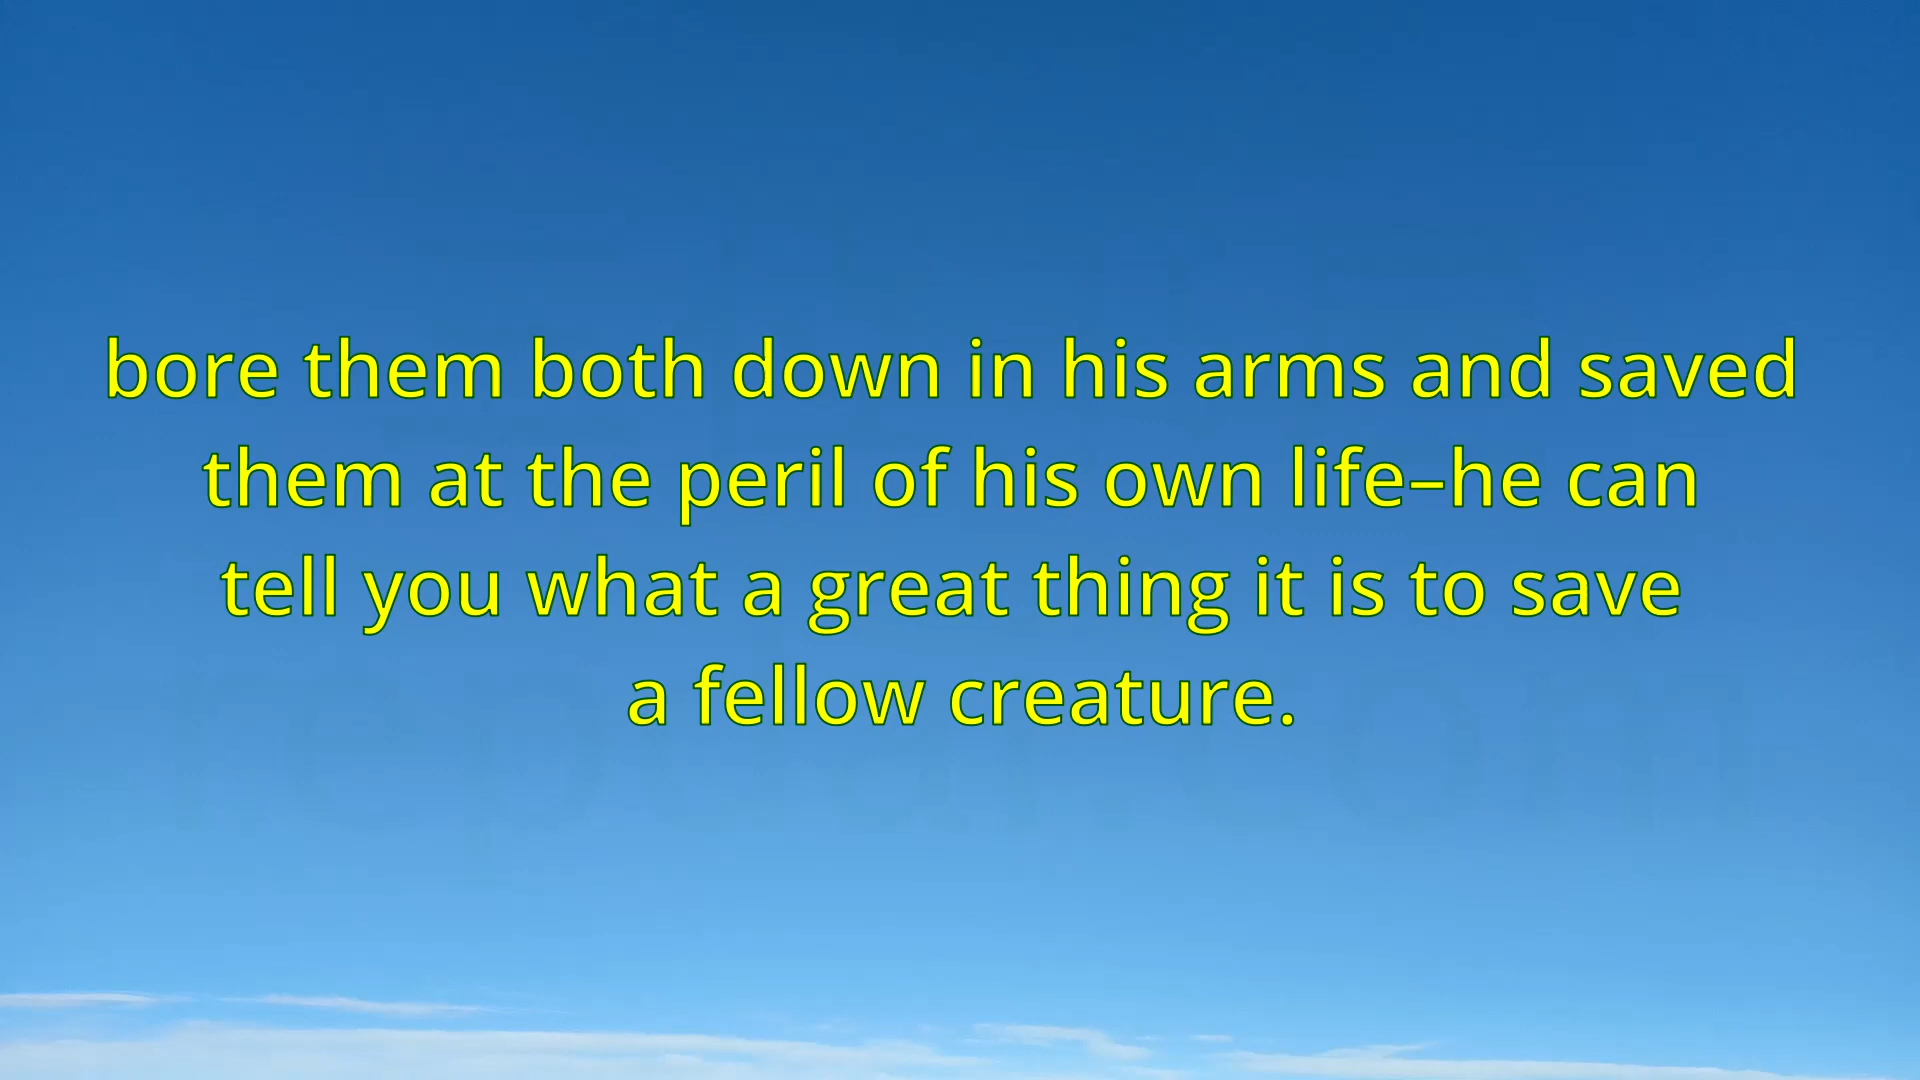 bore them both down in his arms and saved
them at the peril of his own life–he can
tell you what a great thing it is to save
a fellow creature.